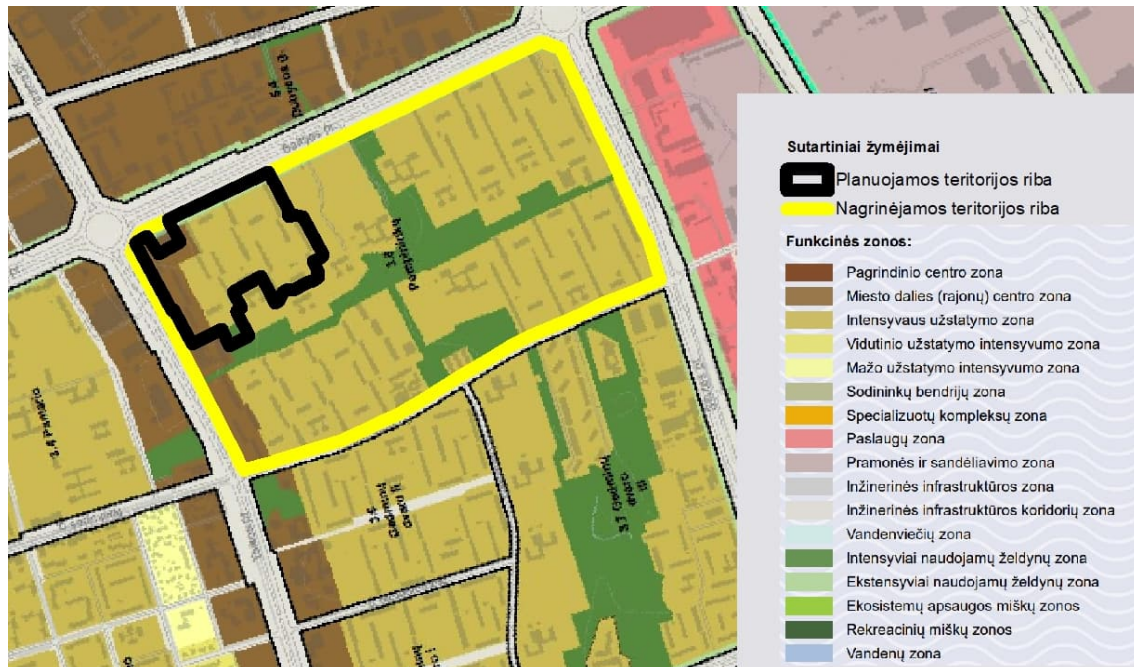 Sutartiniai žymėjimai
Planuojamos teritorijos riba
Nagrinėjamos teritorijos riba
Funkcinės zonos:
Pagrindinio centro zona
Miesto dalies (rajonų) centro zona
Intensyvaus užstatymo zona
Vidutinio užstatymo intensyvumo zona
Mažo užstatymo intensyvumo zona
Sodininkų bendrijų zona
Specializuotų kompleksų zona
Paslaugų zona
Pramonės ir sandėliavimo zona
Inžinerinės infrastruktūros zona
Inžinerinės infrastruktūros koridorių zona
Vandenviečių zona
Intensyviai naudojamų želdynų zona
Ekstensyviai naudojamų želdynų zona
Ekosistemų apsaugos miškų zonos
Rekreacinių miškų zonos
Vandenų zona